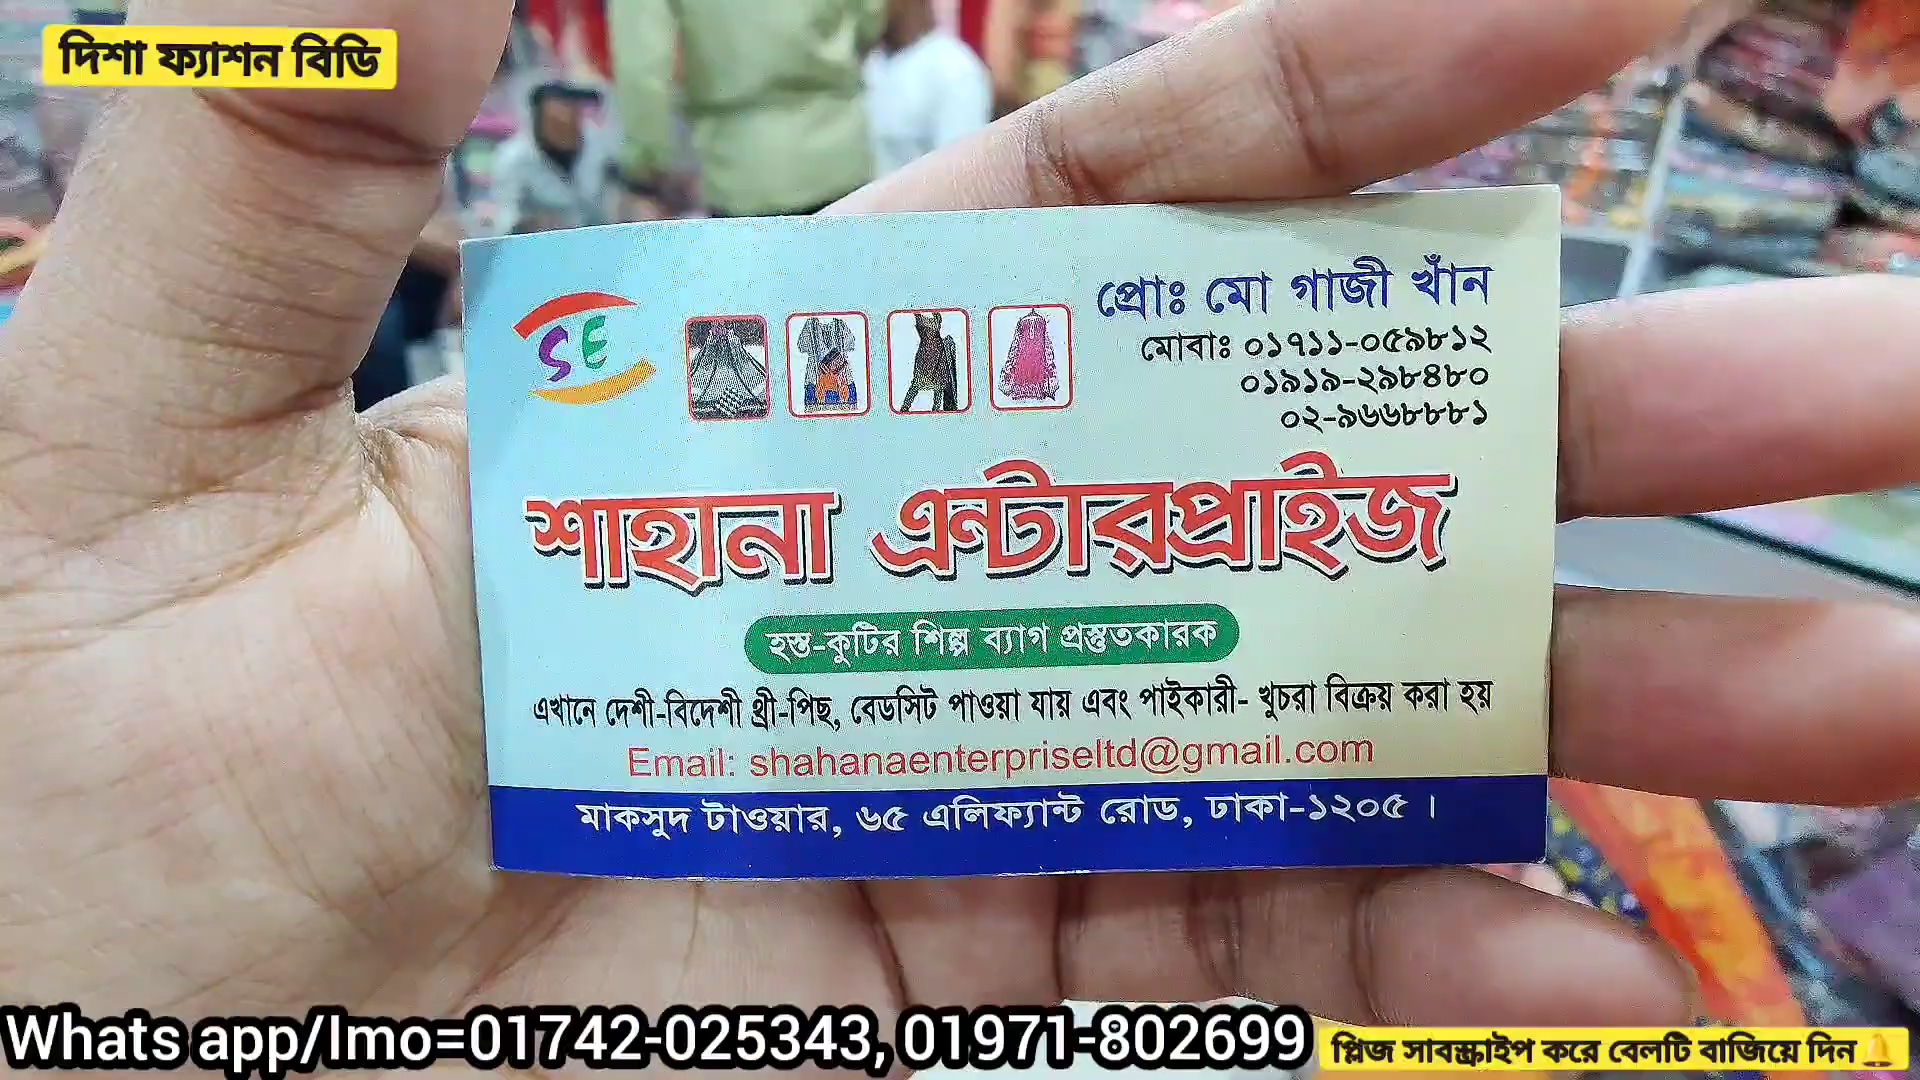 দিশা ফ্যাশন বিডি
SE
প্রোঃ মো গাজী খাঁন
মোবাঃ ০১৭১১-০৫৯৮১২
০১৯১৯-২৯৮৪৮০
০২-৯৬৬৮৮৮১
শাহানা এন্টারপ্রাইজ
হস্ত-কুটির শিল্প ব্যাগ প্রস্তুতকারক
এখানে দেশী-বিদেশী থ্রী-পিছ, বেডসিট পাওয়া যায় এবং পাইকারী- খুচরা বিক্রয় করা হয়
Email: shahanaenterpriseltd@gmail.com
মাকসুদ টাওয়ার, ৬৫ এলিফ্যান্ট রোড, ঢাকা-১২০৫ ।
Whats app/Imo=01742-025343, 01971-802699
প্লিজ সাবস্ক্রাইপ করে বেলটি বাজিয়ে দিন🔔